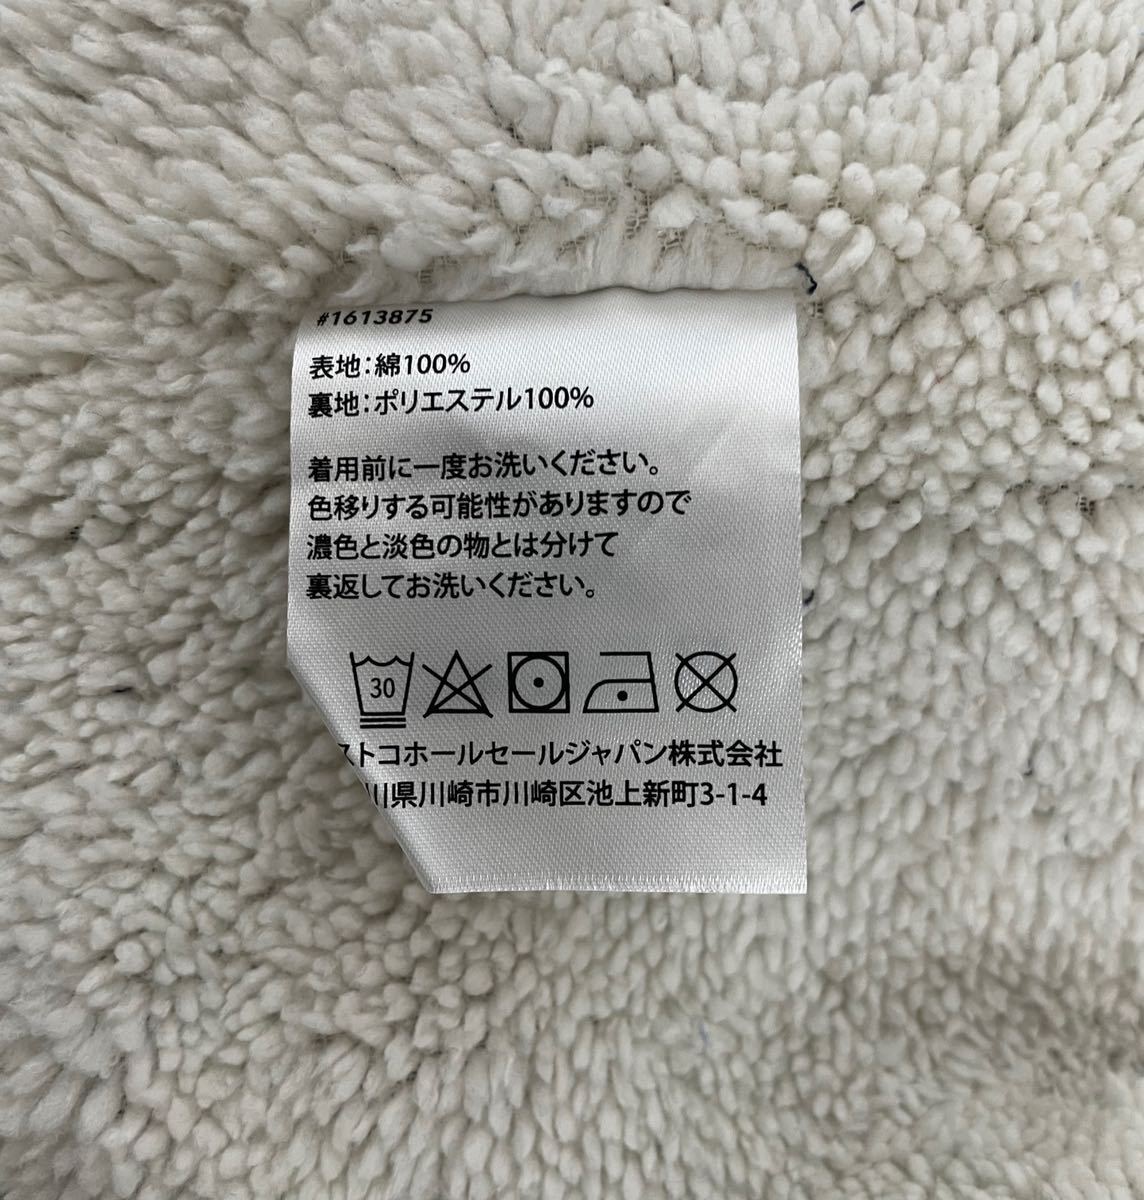 #1613875
表地:綿100%
裏地:ポリエステル100%
着用前に一度お洗いください。
色移りする可能性がありますので
濃色と淡色の物とは分けて
裏返してお洗いください。
30
ストコホールセールジャパン株式会社
川県川崎市川崎区池上新町3-1-4